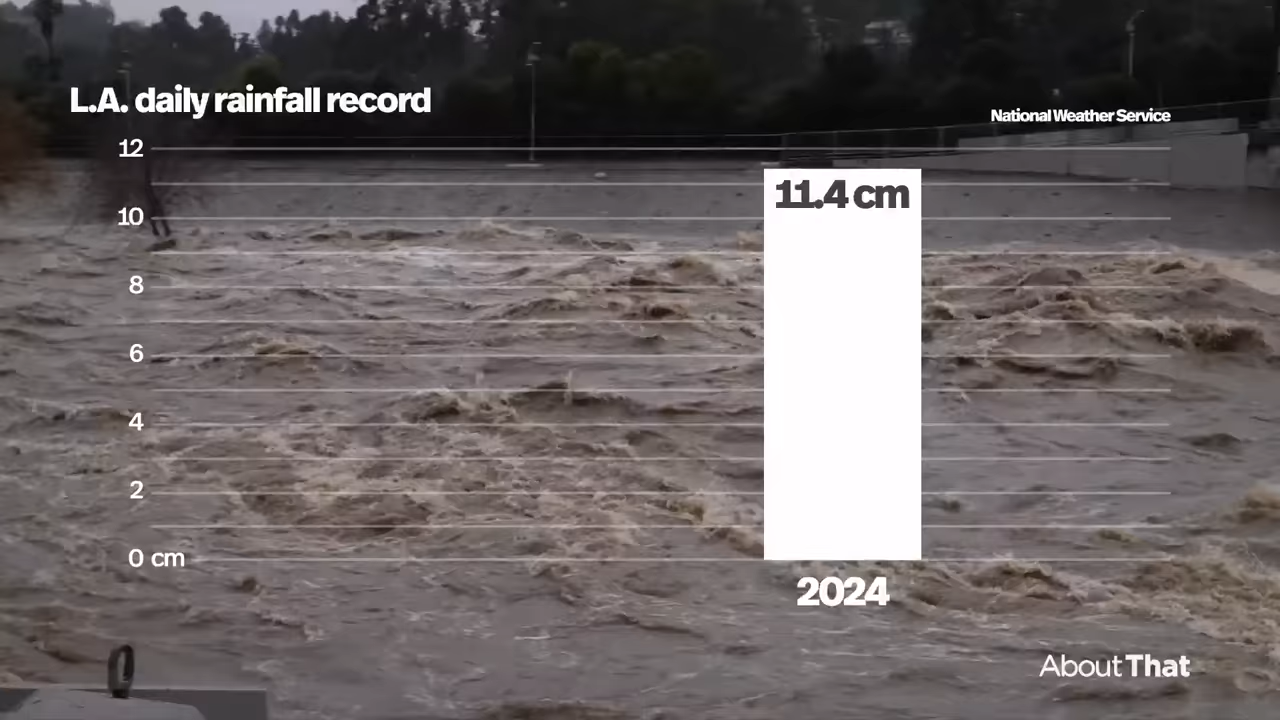 L.A. daily rainfall record
National Weather Service
12
10
8
6
4
2
0 cm
11.4 cm
2024
About That